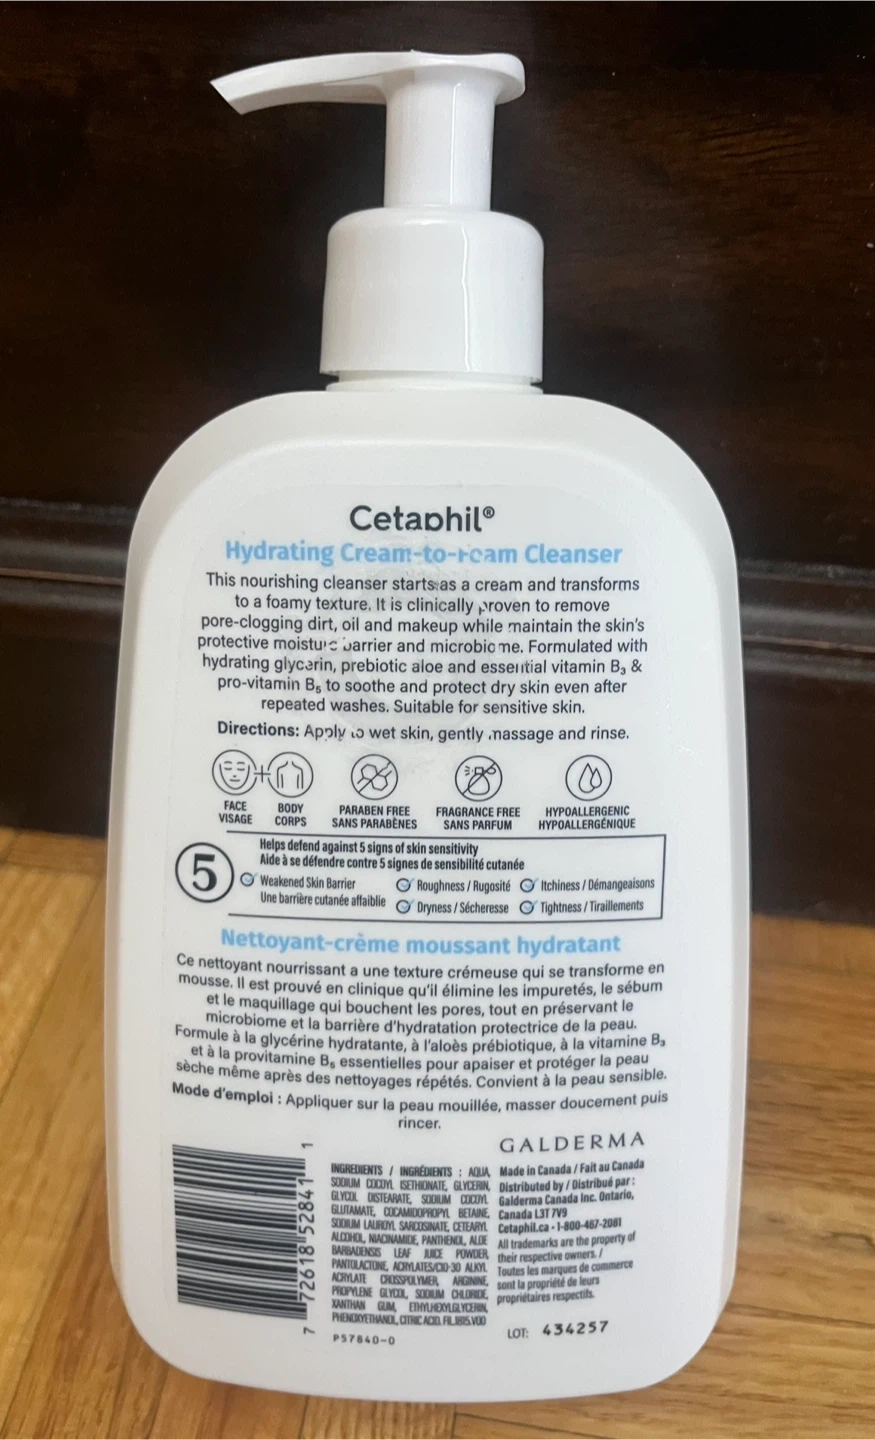 Cetaphil®
Hydrating Cream-to-Foam Cleanser
This nourishing cleanser starts as a cream and transforms
to a foamy texture. It is clinically proven to remove
pore-clogging dirt, oil and makeup while maintain the skin's
protective moisture barrier and microbiome. Formulated with
hydrating glycerin, prebiotic aloe and essential vitamin B₃ &
pro-vitamin B₅ to soothe and protect dry skin even after
repeated washes. Suitable for sensitive skin.
Directions: Apply to wet skin, gently massage and rinse.
FACE
VISAGE
BODY
CORPS
PARABEN FREE
SANS PARABÈNES
FRAGRANCE FREE
SANS PARFUM
HYPOALLERGENIC
HYPOALLERGÉNIQUE
5
Helps defend against 5 signs of skin sensitivity
Aide à se défendre contre 5 signes de sensibilité cutanée
Weakened Skin Barrier
Une barrière cutanée affaiblie
Roughness / Rugosité
Dryness / Sécheresse
Itchiness / Démangeaisons
Tightness / Tiraillements
Nettoyant-crème moussant hydratant
Ce nettoyant nourrissant a une texture crémeuse qui se transforme en
mousse. Il est prouvé en clinique qu'il élimine les impuretés, le sébum
et le maquillage qui bouchent les pores, tout en préservant le
microbiome et la barrière d'hydratation protectrice de la peau.
Formule à la glycérine hydratante, à l'aloès prébiotique, à la vitamine B₃
et à la provitamine B₅ essentielles pour apaiser et protéger la peau
sèche même après des nettoyages répétés. Convient à la peau sensible.
Mode d'emploi : Appliquer sur la peau mouillée, masser doucement puis
rincer.
7 72618 52841 1
INGREDIENTS / INGRÉDIENTS : AQUA,
SODIUM COCOYL ISETHIONATE, GLYCERIN,
GLYCOL DISTEARATE, SODIUM COCOYL
GLUTAMATE, COCAMIDOPROPYL BETAINE,
SODIUM LAUROYL SARCOSINATE, CETEARYL
ALCOHOL, NIACINAMIDE, PANTHENOL, ALOE
BARBADENSIS LEAF JUICE POWDER,
PANTOLACTONE, ACRYLATES/C10-30 ALKYL
ACRYLATE CROSSPOLYMER, ARGININE,
PROPYLENE GLYCOL, SODIUM CHLORIDE,
XANTHAN GUM, ETHYLHEXYLGLYCERIN,
PHENOXYETHANOL, CITRIC ACID. FIL.1815.V00
P57840-0
GALDERMA
Made in Canada / Fait au Canada
Distributed by / Distribué par :
Galderma Canada Inc. Ontario,
Canada L3T 7V9
Cetaphil.ca • 1-800-467-2081
All trademarks are the property of
their respective owners. /
Toutes les marques de commerce
sont la propriété de leurs
propriétaires respectifs.
LOT: 434257